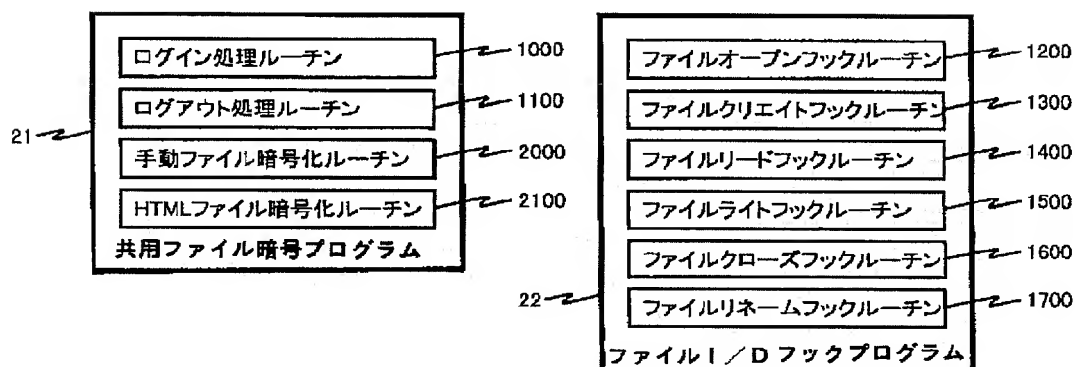 ログイン処理ルーチン
1000
ログアウト処理ルーチン
1100
21
手動ファイル暗号化ルーチン
2000
HTMLファイル暗号化ルーチン
2100
共用ファイル暗号プログラム
ファイルオープンフックルーチン
1200
ファイルクリエイトフックルーチン
1300
ファイルリードフックルーチン
1400
ファイルライトフックルーチン
1500
ファイルクローズフックルーチン
1600
22
ファイルリネームフックルーチン
1700
ファイルI/Dフックプログラム